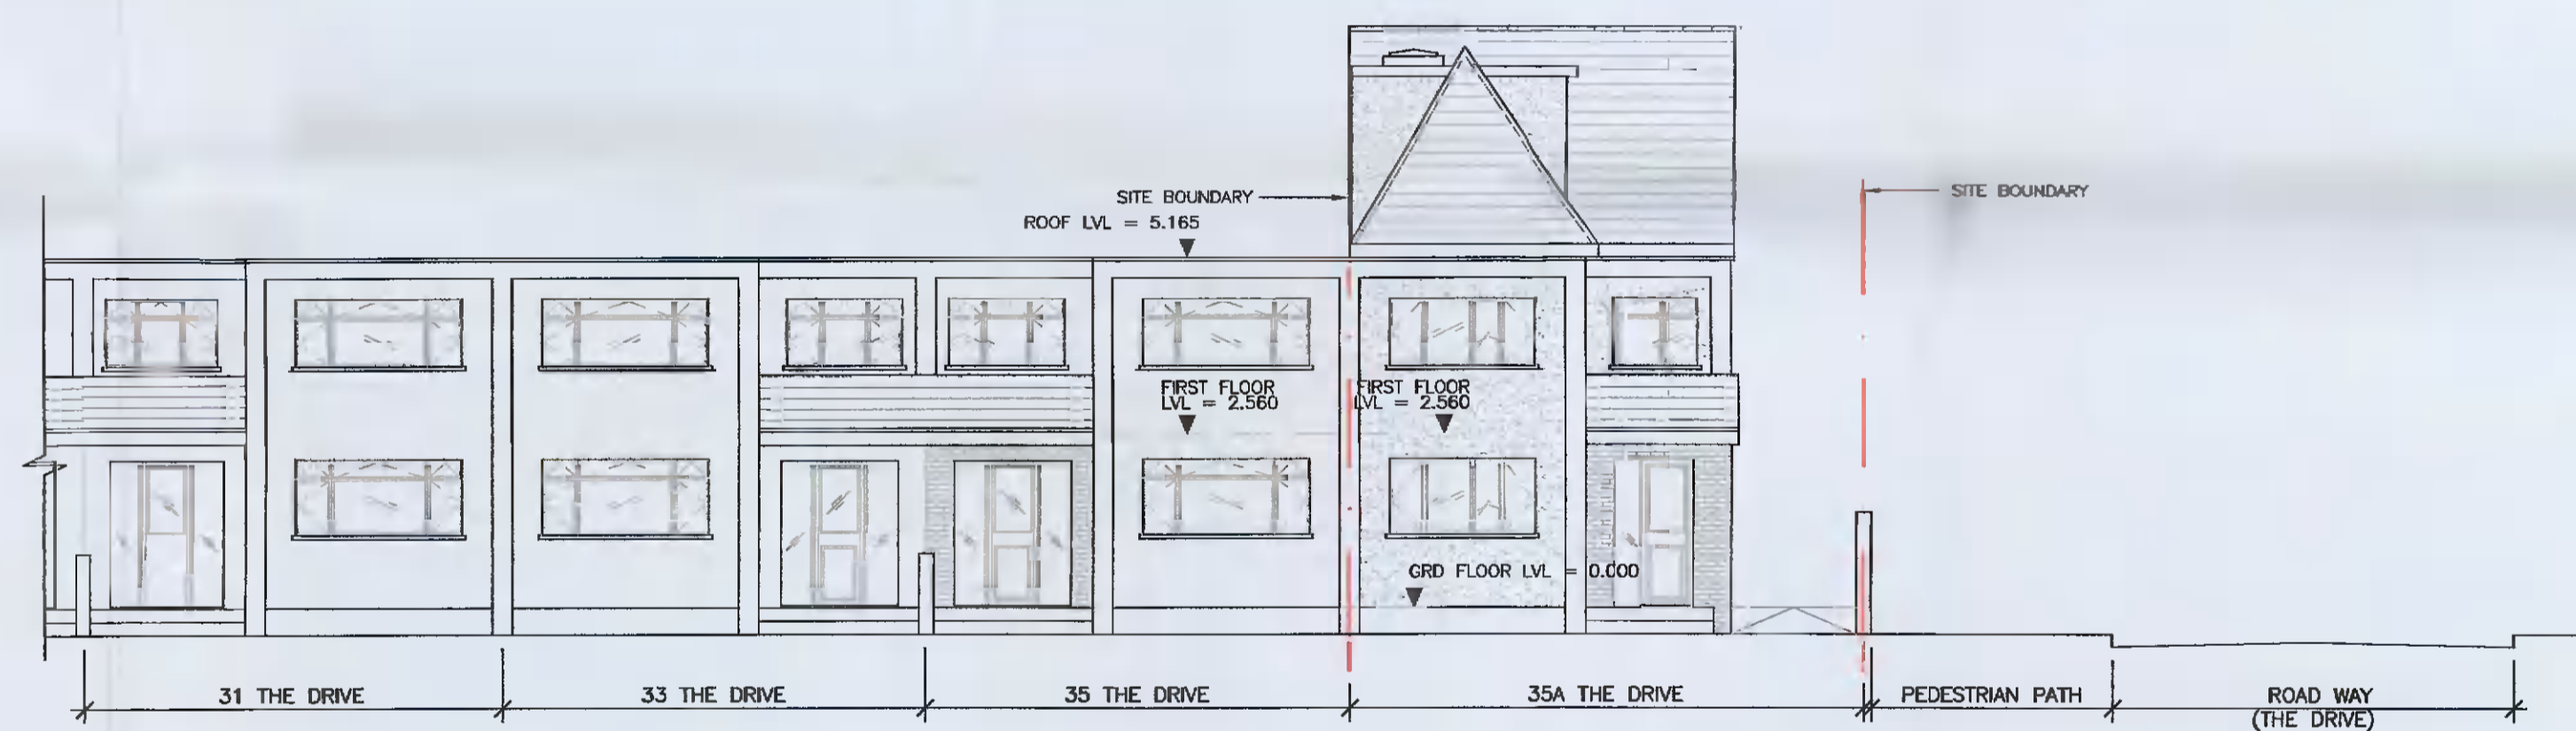 SITE BOUNDARY
SITE BOUNDARY
ROOF LVL = 5.165
FIRST FLOOR
LVL = 2.560
FIRST FLOOR
LVL = 2.560
GRD FLOOR LVL = 0.000
31 THE DRIVE
33 THE DRIVE
35 THE DRIVE
35A THE DRIVE
PEDESTRIAN PATH
ROAD WAY
(THE DRIVE)